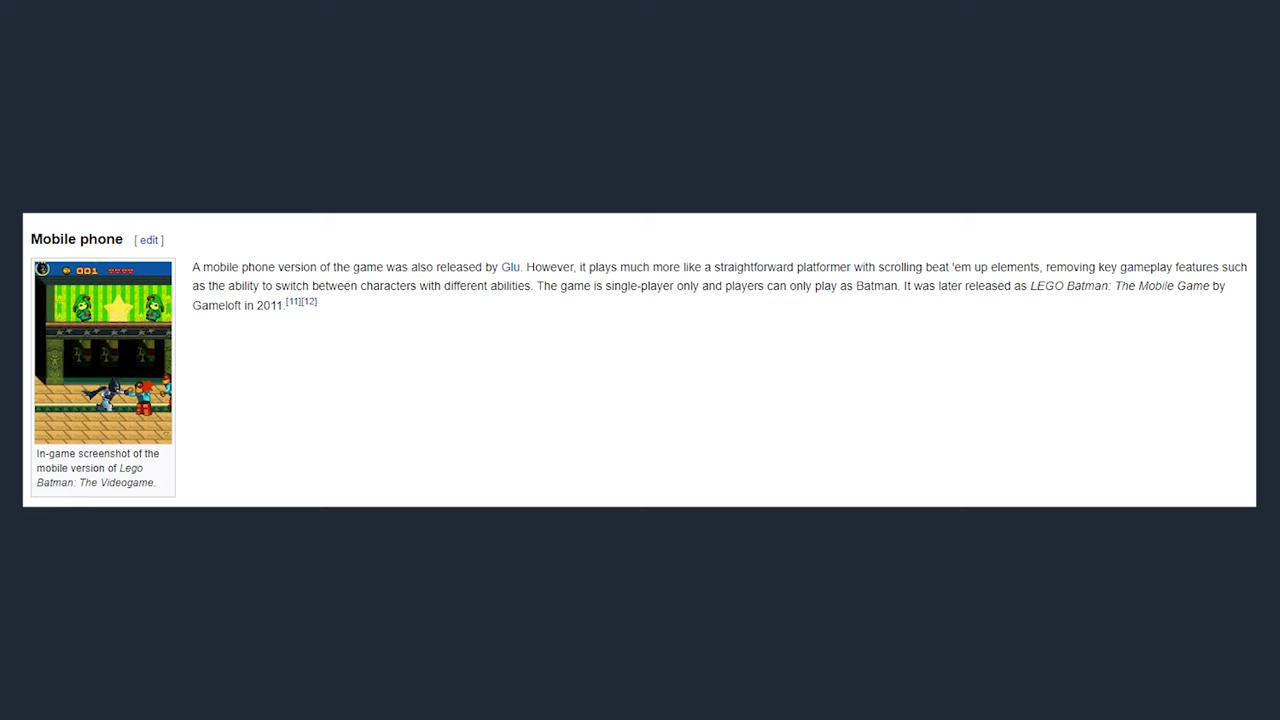 Mobile phone [ edit ]
001
A mobile phone version of the game was also released by Glu. However, it plays much more like a straightforward platformer with scrolling beat 'em up elements, removing key gameplay features such
as the ability to switch between characters with different abilities. The game is single-player only and players can only play as Batman. It was later released as LEGO Batman: The Mobile Game by
Gameloft in 2011.[11][12]
In-game screenshot of the
mobile version of Lego
Batman: The Videogame.